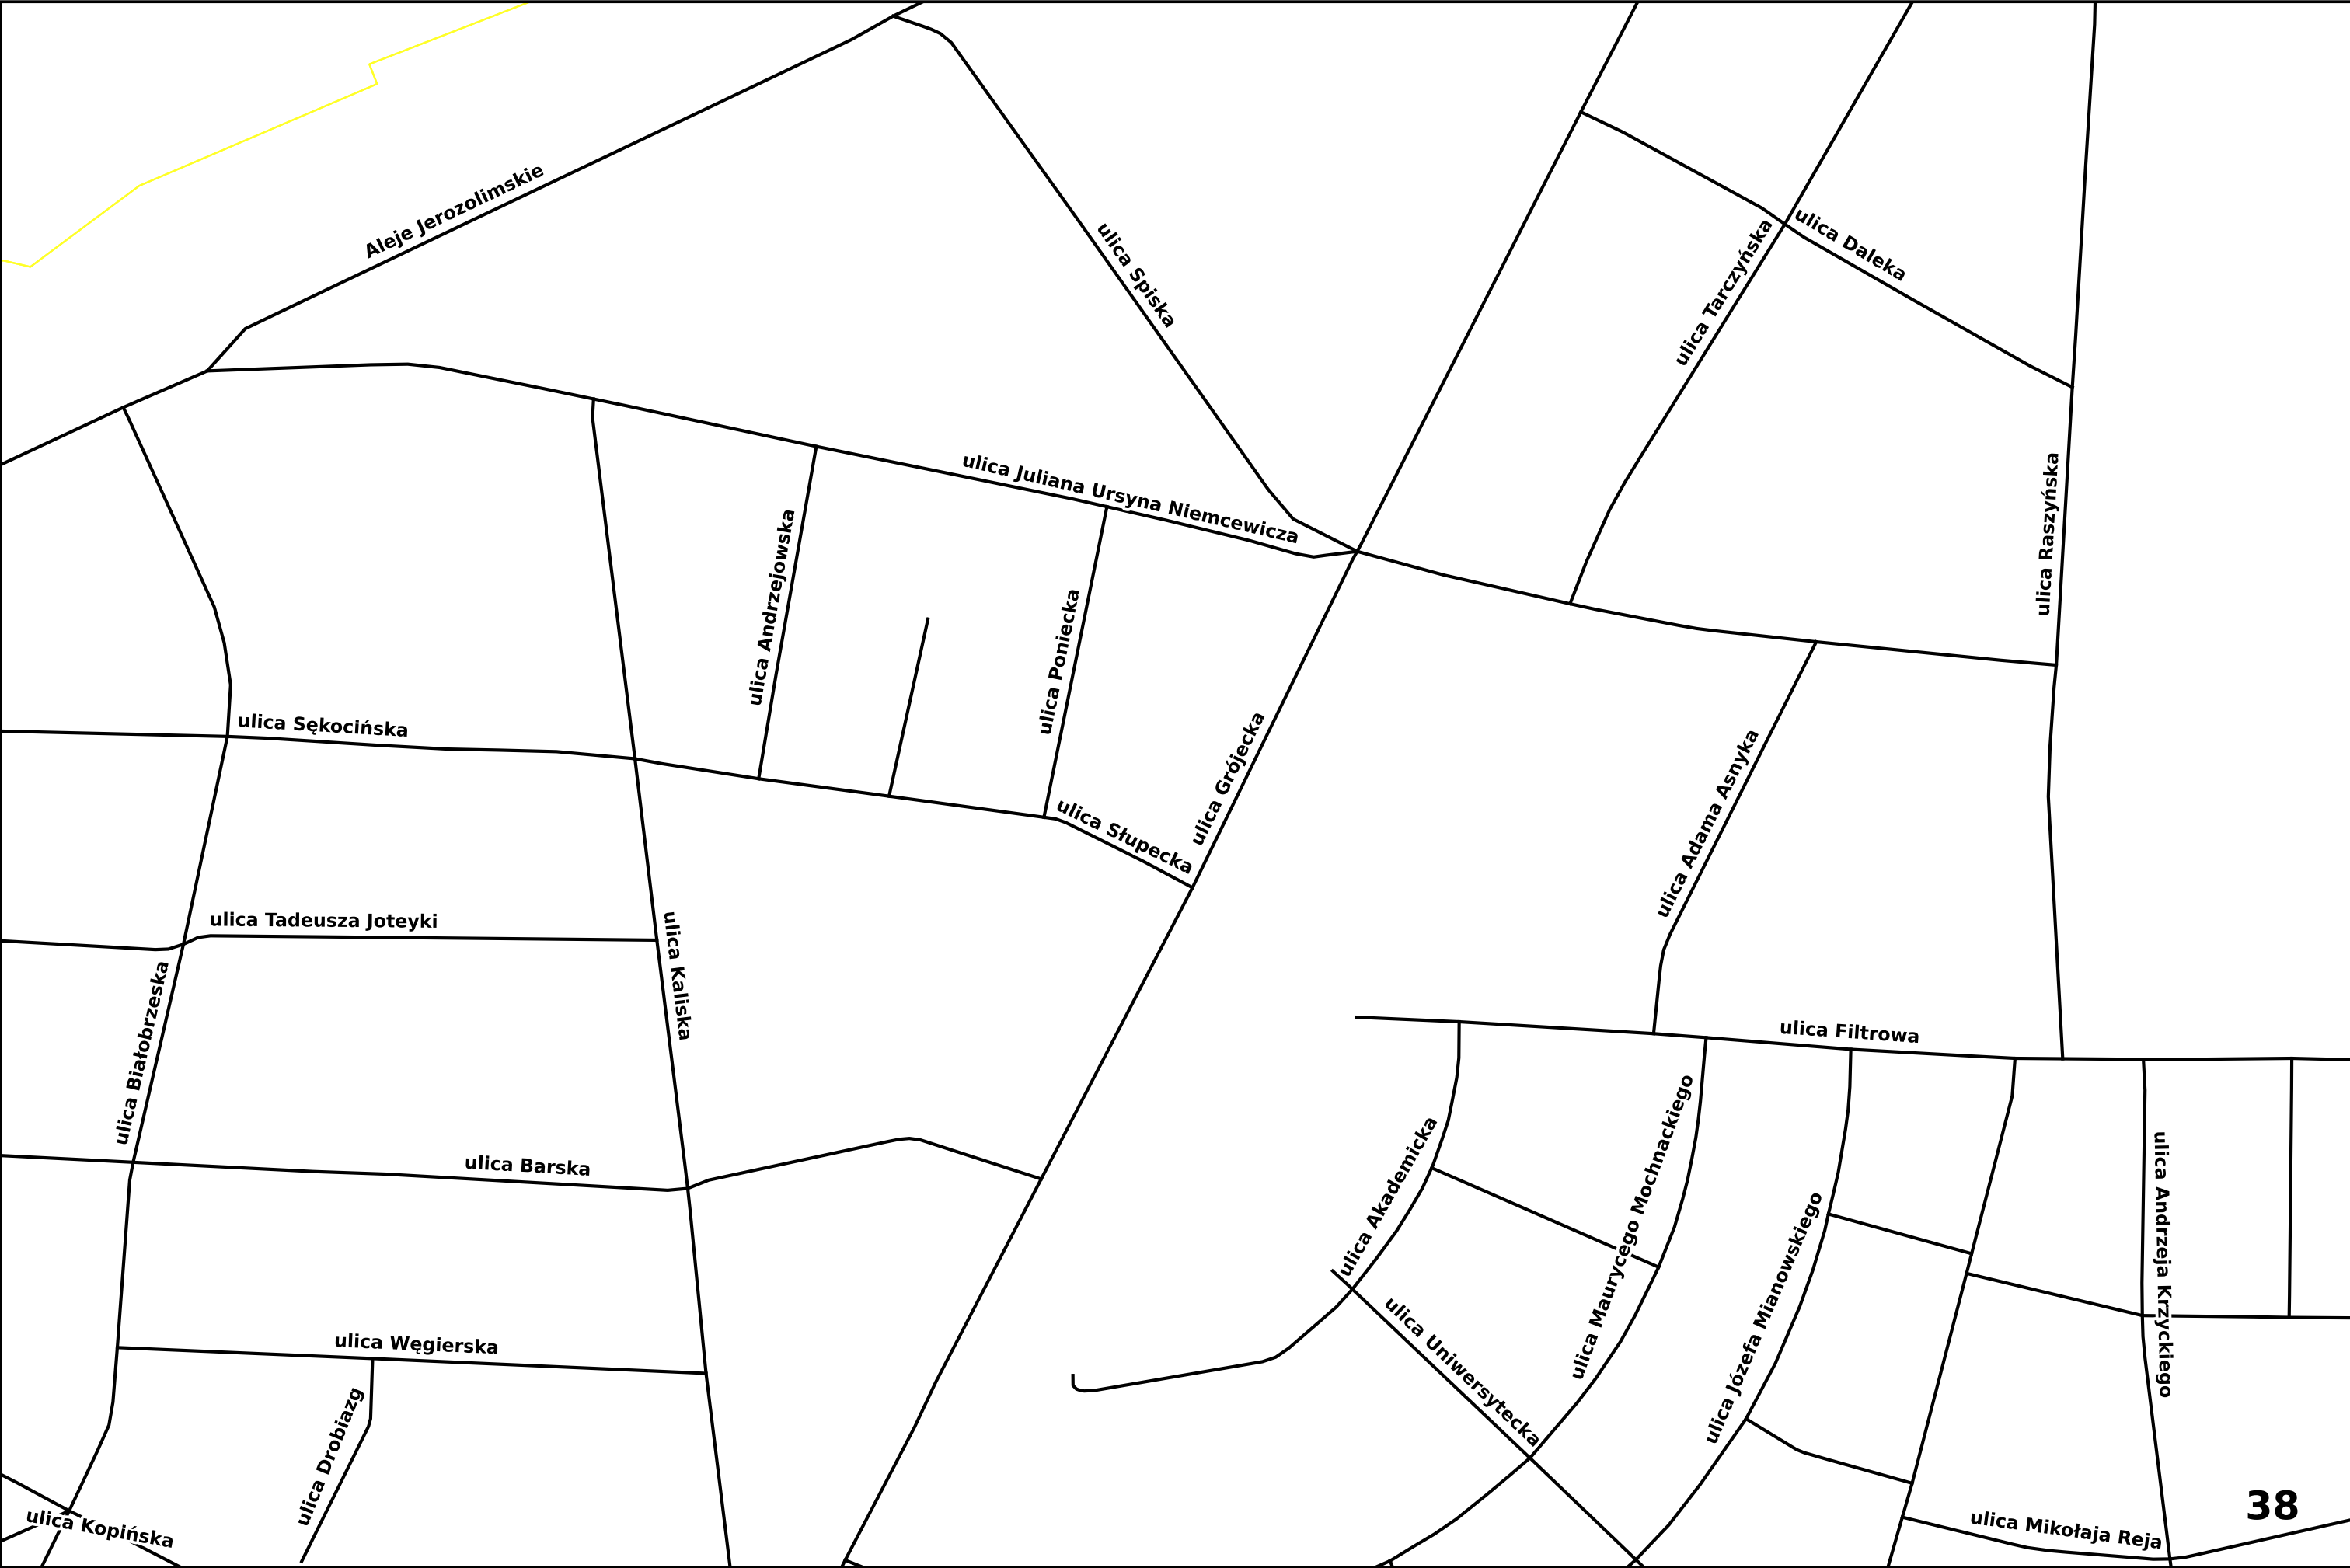 Aleje Jerozolimskie
ulica Spiska
ulica Daleka
ulica Tarczyńska
ulica Juliana Ursyna Niemcewicza
ulica Raszyńska
ulica Andrzejowska
ulica Poniecka
ulica Sękocińska
ulica Grójecka
ulica Adama Asnyka
ulica Słupecka
ulica Tadeusza Joteyki
ulica Kaliska
ulica Białobrzeska
ulica Filtrowa
ulica Barska
ulica Akademicka
ulica Maurycego Mochnackiego
ulica Andrzeja Krzyckiego
ulica Józefa Mianowskiego
ulica Węgierska
ulica Uniwersytecka
ulica Drobiazg
ulica Kopińska
ulica Mikołaja Reja
38